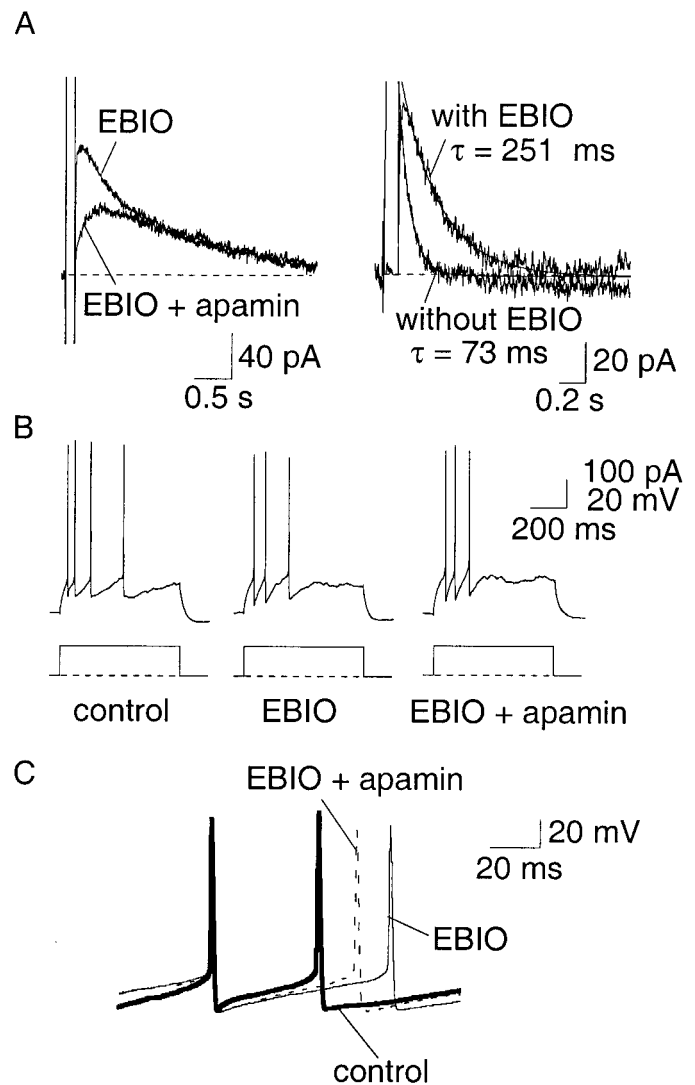 A
EBIO
EBIO + apamin
40 pA
0.5 s
with EBIO
τ = 251 ms
without EBIO
τ = 73 ms
20 pA
0.2 s
B
100 pA
20 mV
200 ms
control
EBIO
EBIO + apamin
C
EBIO + apamin
20 mV
20 ms
EBIO
control